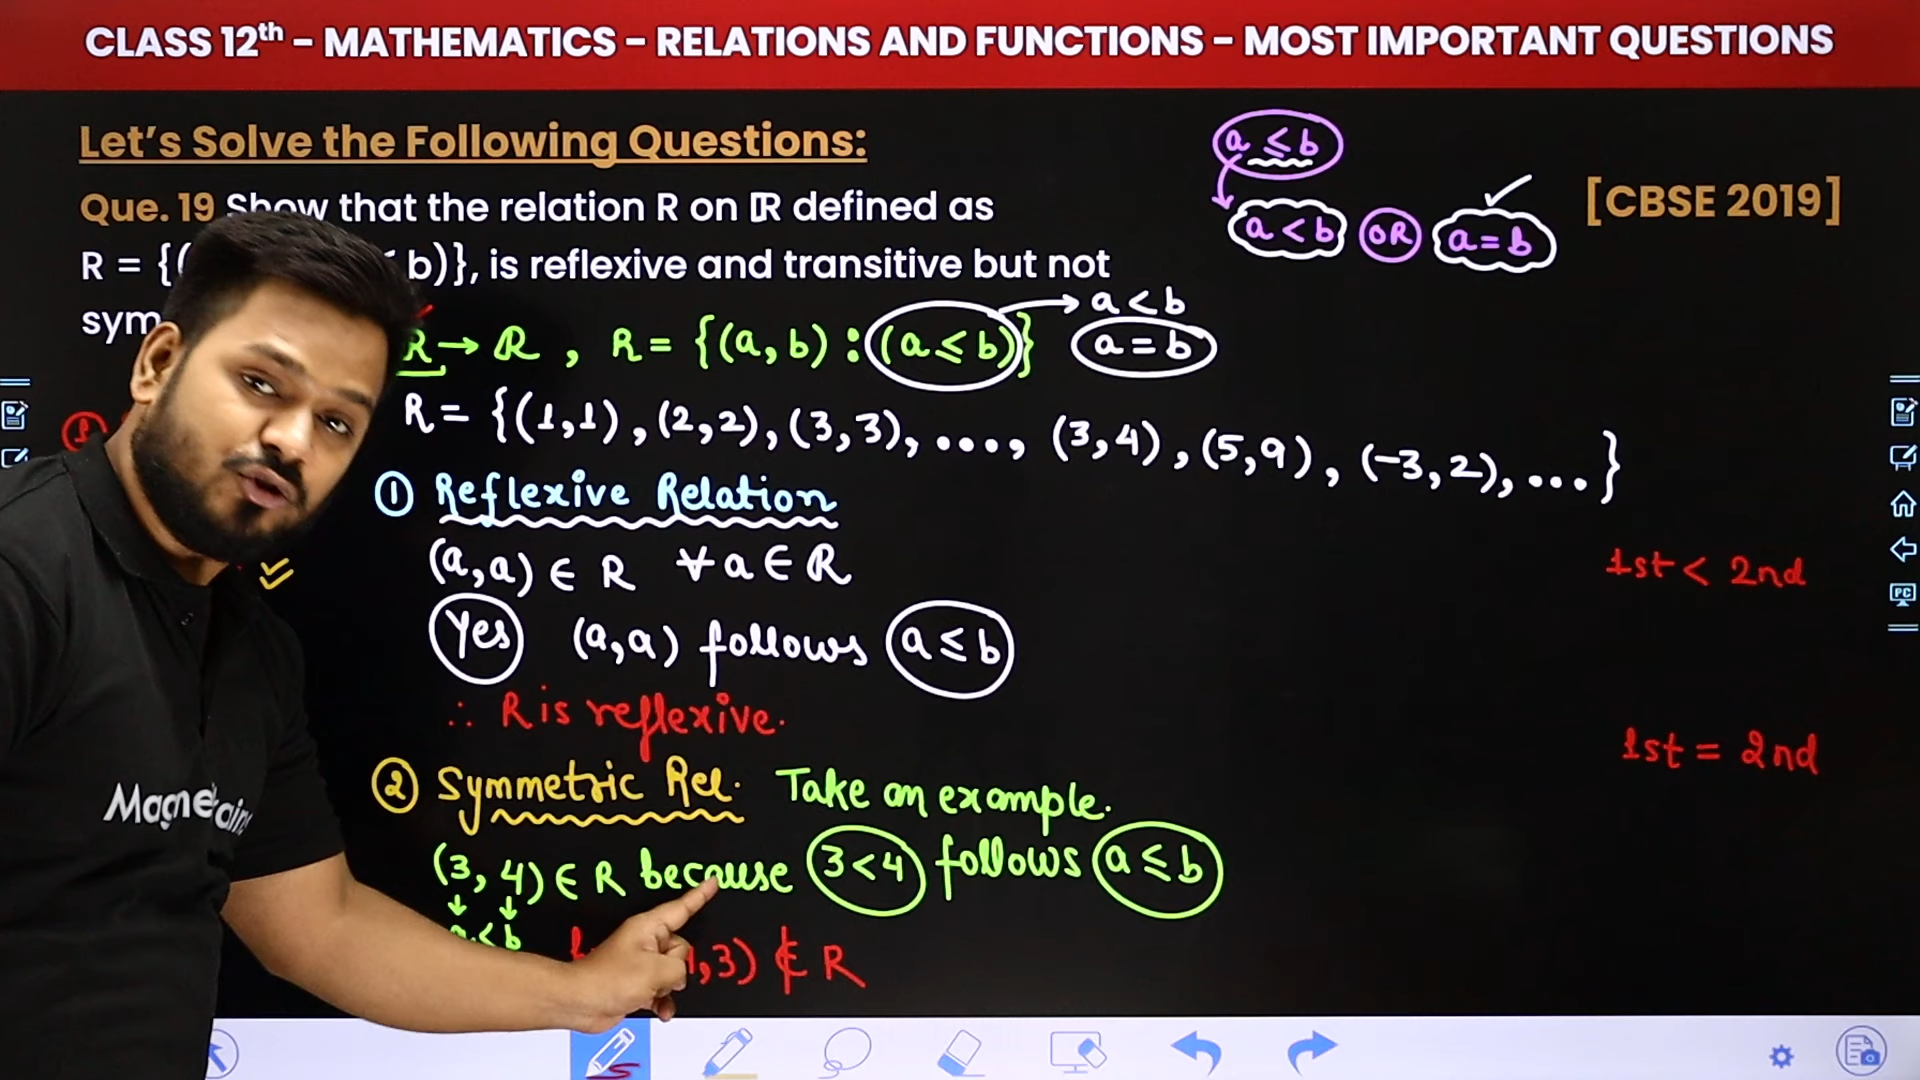 CLASS 12th - MATHEMATICS - RELATIONS AND FUNCTIONS - MOST IMPORTANT QUESTIONS
Let's Solve the Following Questions:
[CBSE 2019]
Que. 19 Show that the relation R on ℝ defined as
R = {( b)}, is reflexive and transitive but not
sym
a ≤ b
a < b OR a = b ✓
R → R , R = {(a, b) : (a ≤ b)}
→ a < b
a = b
R = {(1,1), (2,2), (3,3), ..., (3,4), (5,9), (-3,2), ...}
① Reflexive Relation
(a,a) ∈ R ∀ a ∈ R
Yes (a,a) follows a ≤ b
∴ R is reflexive.
1st < 2nd
1st = 2nd
② Symmetric Rel. Take an example.
(3, 4) ∈ R because 3<4 follows a ≤ b
↓ ↓
< b
,3) ∉ R
Magne
PC